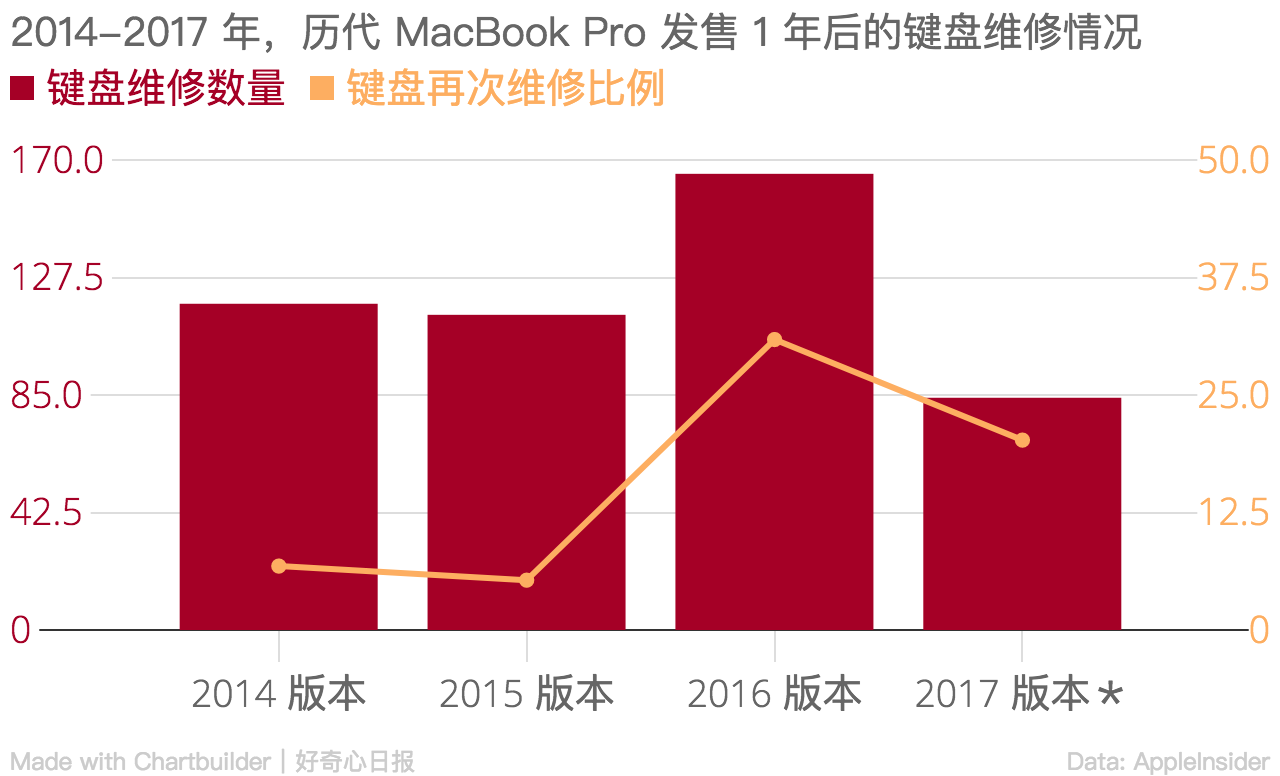 2014–2017 年，历代 MacBook Pro 发售 1 年后的键盘维修情况
键盘维修数量 键盘再次维修比例
170.0 50.0
127.5 37.5
85.0 25.0
42.5 12.5
0 0
2014 版本 2015 版本 2016 版本 2017 版本*
Made with Chartbuilder | 好奇心日报 Data: AppleInsider